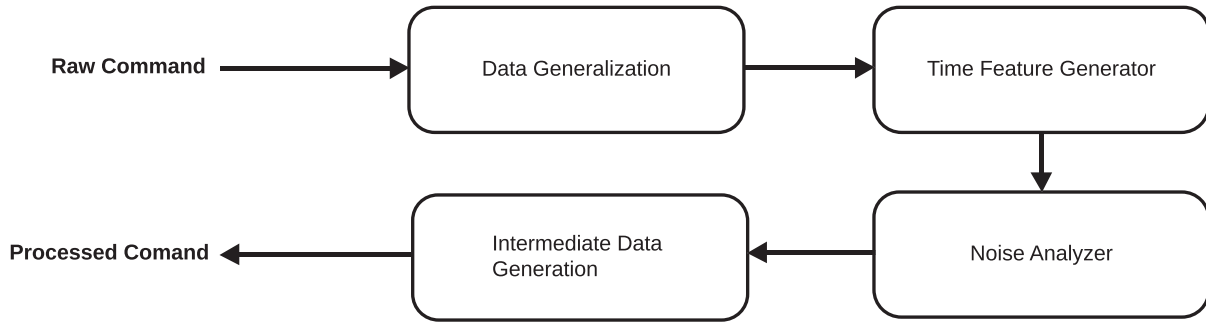 Raw Command
Data Generalization
Time Feature Generator
Processed Comand
Intermediate Data
Generation
Noise Analyzer